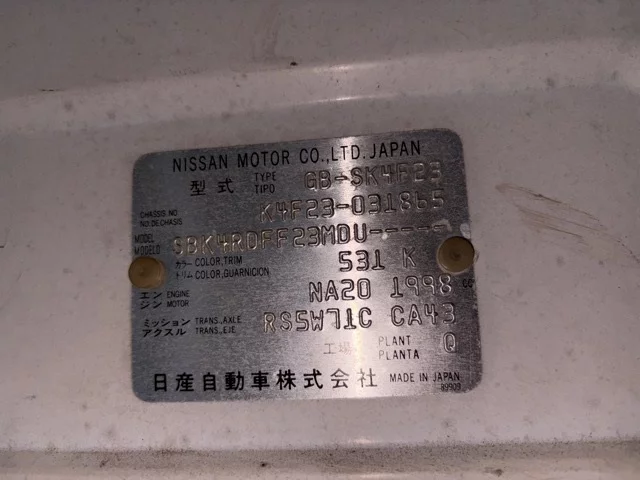 NISSAN MOTOR CO.,LTD. JAPAN
型式 TYPE TIPO GB-SK4F23
CHASSIS NO NO.DE.CHASIS K4F23-031865
MODEL MODELO SBK4RDFF23MDU-----
カラー COLOR,TRIM トリム COLOR,GUARNICION 531 K
エンジン ENGINE MOTOR NA20 1998 CC
ミッション TRANS.,AXLE アクスル TRANS.,EJE RS5W71C CA43
工場 PLANT PLANTA Q
日産自動車株式会社 MADE IN JAPAN
89909